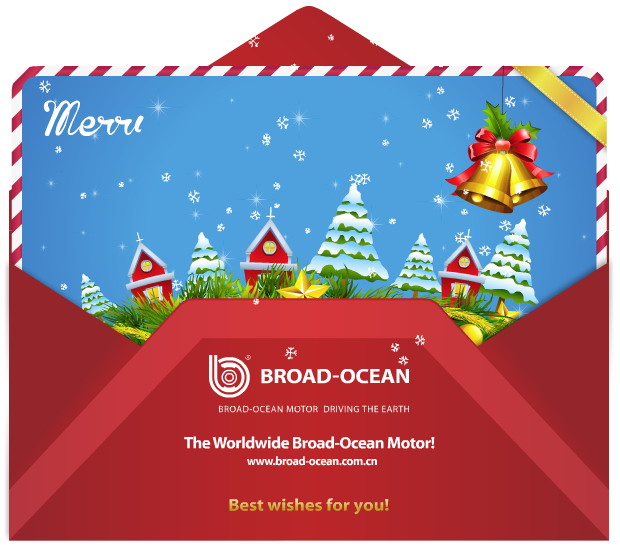 Merri
BROAD-OCEAN
BROAD-OCEAN MOTOR DRIVING THE EARTH
The Worldwide Broad-Ocean Motor!
www.broad-ocean.com.cn
Best wishes for you!